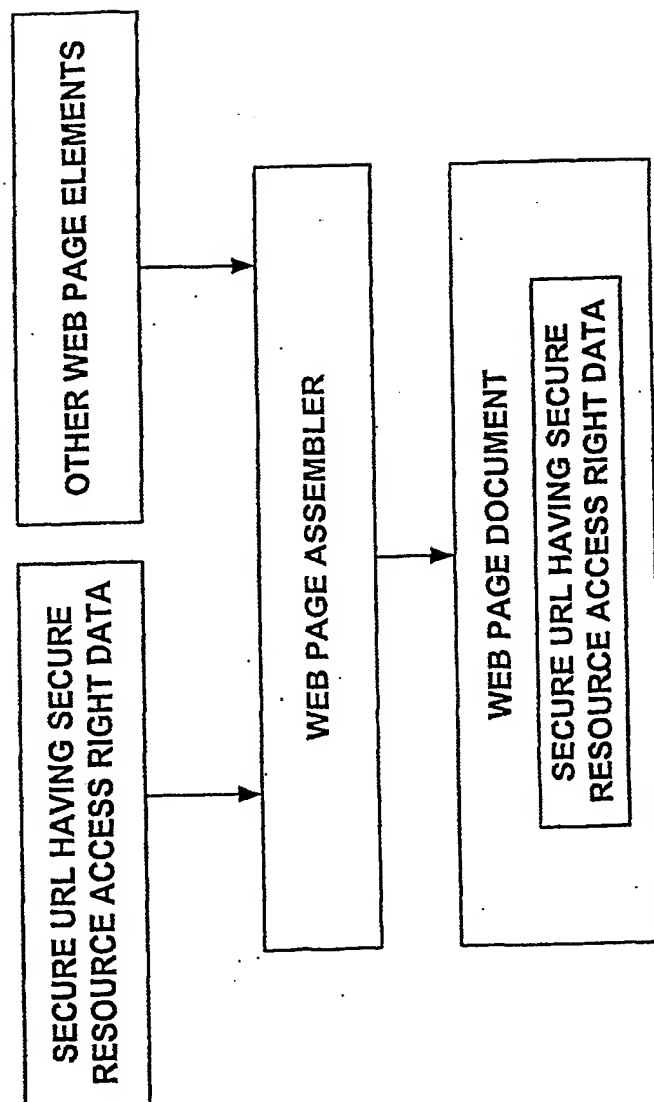 SECURE URL HAVING SECURE
RESOURCE ACCESS RIGHT DATA
OTHER WEB PAGE ELEMENTS
WEB PAGE ASSEMBLER
WEB PAGE DOCUMENT
SECURE URL HAVING SECURE
RESOURCE ACCESS RIGHT DATA